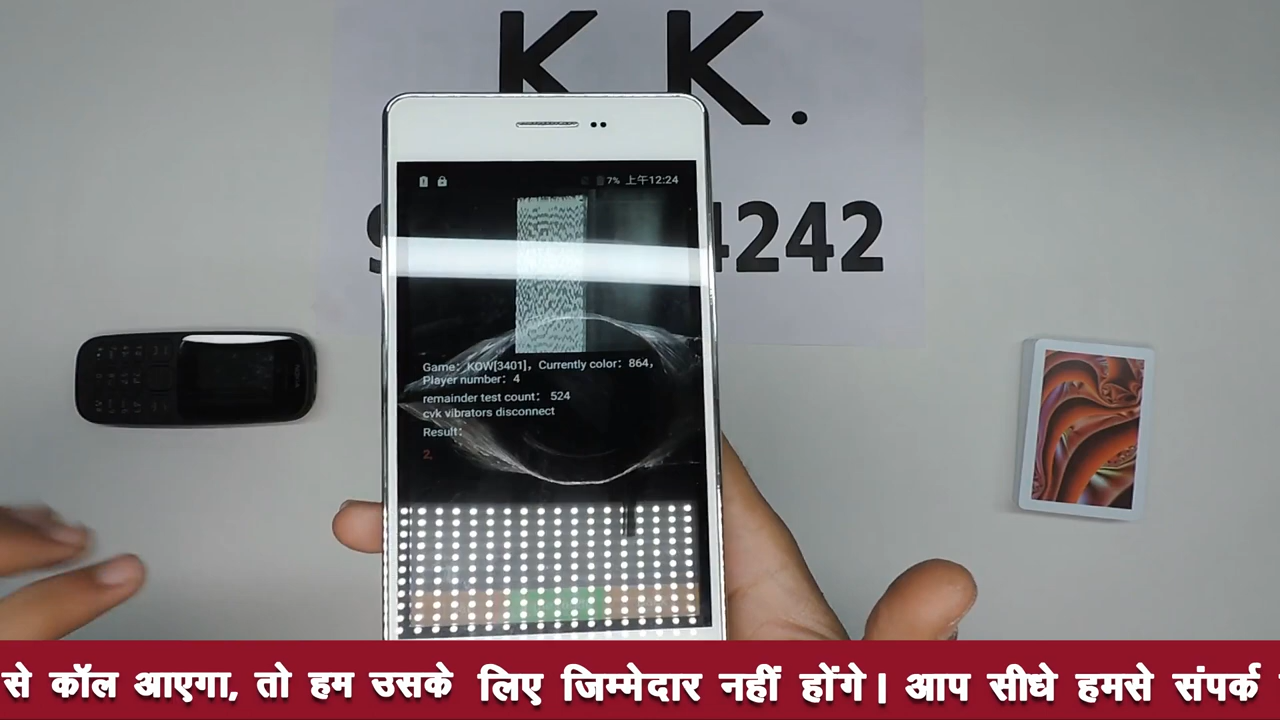 K K.
4242
7% 上午12:24
Game: KOW[3401], Currently color: 864,
Player number: 4
remainder test count: 524
cvk vibrators disconnect
Result:
2,
से कॉल आएगा, तो हम उसके लिए जिम्मेदार नहीं होंगे। आप सीधे हमसे संपर्क